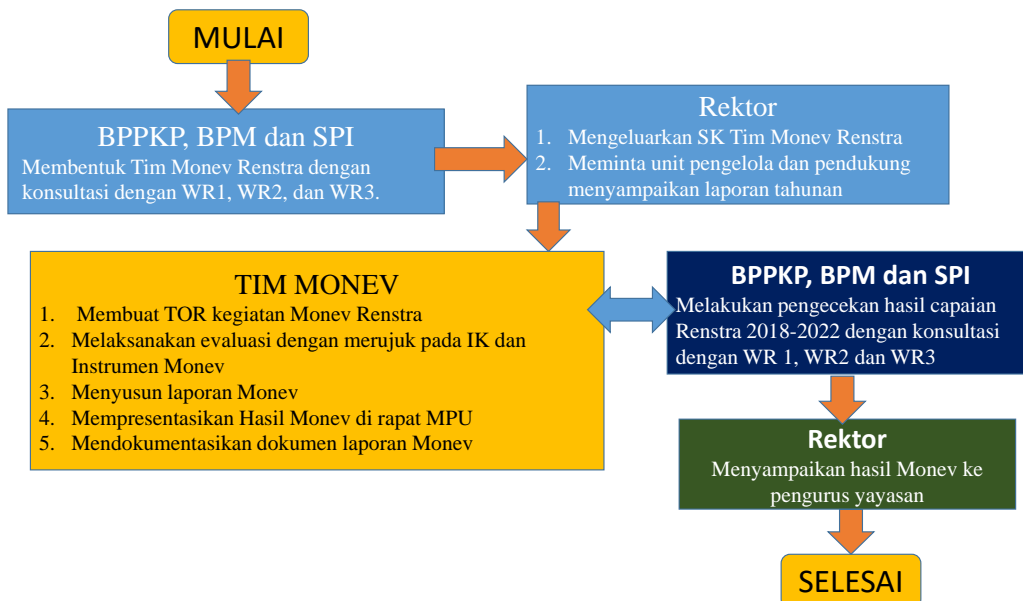 MULAI
BPPKP, BPM dan SPI
Membentuk Tim Monev Renstra dengan
konsultasi dengan WR1, WR2, dan WR3.
Rektor
1. Mengeluarkan SK Tim Monev Renstra
2. Meminta unit pengelola dan pendukung
menyampaikan laporan tahunan
TIM MONEV
1. Membuat TOR kegiatan Monev Renstra
2. Melaksanakan evaluasi dengan merujuk pada IK dan
Instrumen Monev
3. Menyusun laporan Monev
4. Mempresentasikan Hasil Monev di rapat MPU
5. Mendokumentasikan dokumen laporan Monev
BPPKP, BPM dan SPI
Melakukan pengecekan hasil capaian
Renstra 2018-2022 dengan konsultasi
dengan WR 1, WR2 dan WR3
Rektor
Menyampaikan hasil Monev ke
pengurus yayasan
SELESAI